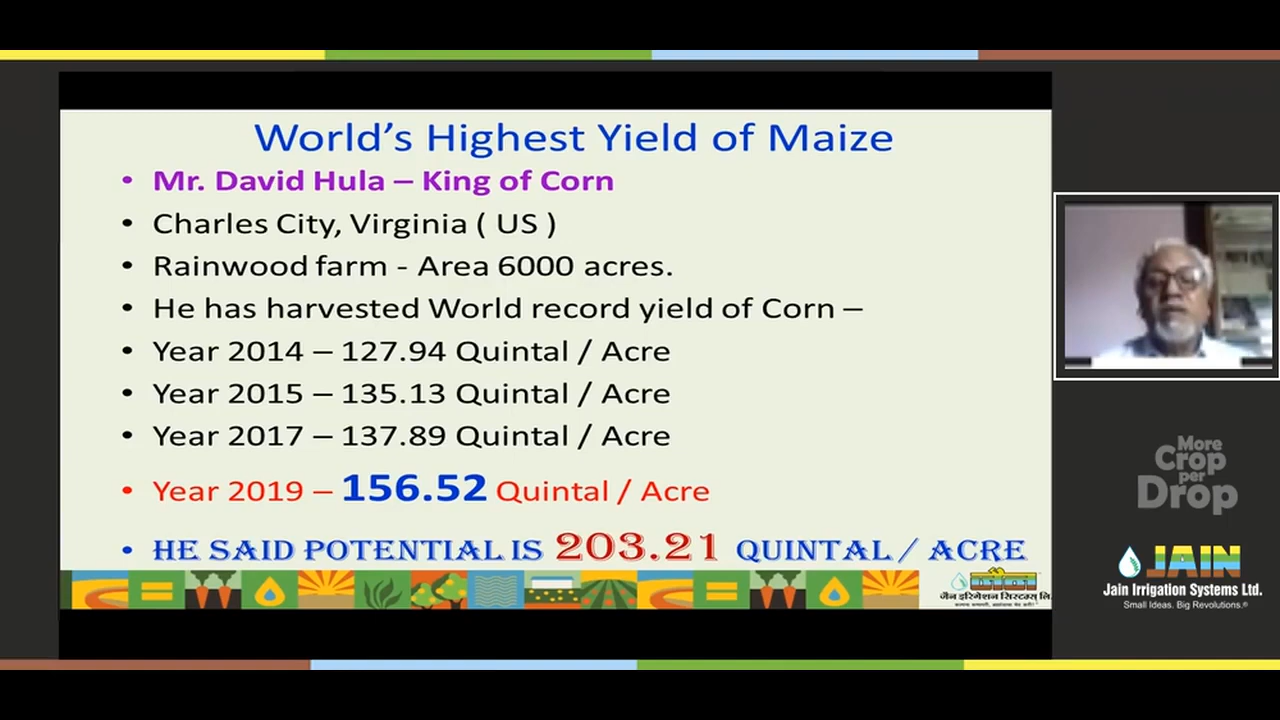 World's Highest Yield of Maize
• Mr. David Hula – King of Corn
• Charles City, Virginia ( US )
• Rainwood farm - Area 6000 acres.
• He has harvested World record yield of Corn –
• Year 2014 – 127.94 Quintal / Acre
• Year 2015 – 135.13 Quintal / Acre
• Year 2017 – 137.89 Quintal / Acre
• Year 2019 – 156.52 Quintal / Acre
• HE SAID POTENTIAL IS 203.21 QUINTAL / ACRE
जैन इरिगेशन सिस्टम्स लि.
More
Crop
per
Drop
JAIN
Jain Irrigation Systems Ltd.
Small Ideas. Big Revolutions.®